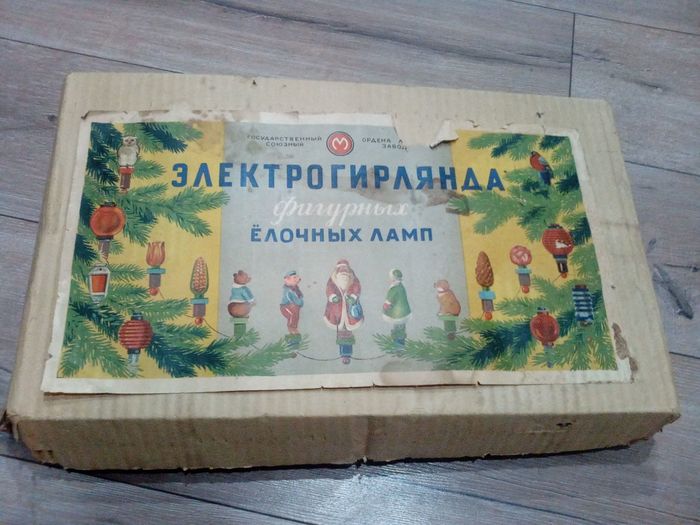 ГОСУДАРСТВЕННЫЙ
СОЮЗНЫЙ
М
ОРДЕНА
ЗАВОД
ЭЛЕКТРОГИРЛЯНДА
фигурных
ЁЛОЧНЫХ ЛАМП